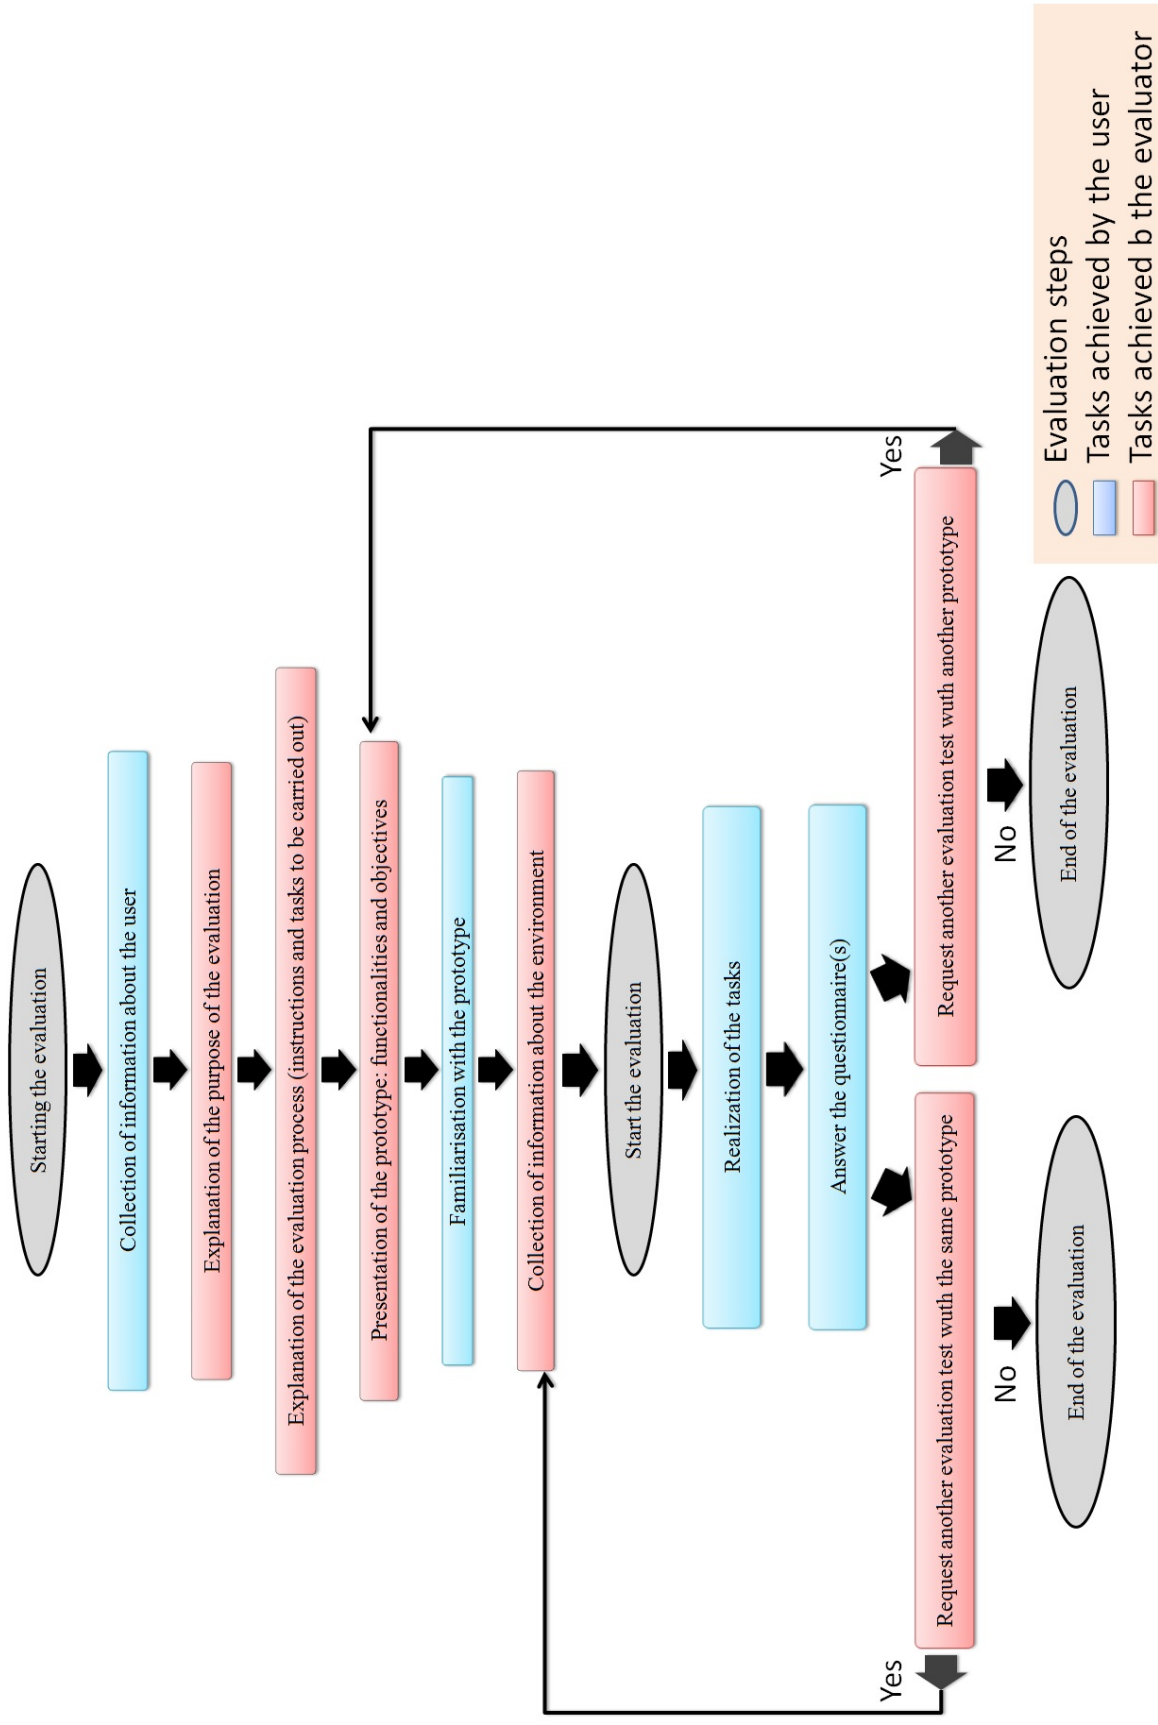 Starting the evaluation
Collection of information about the user
Explanation of the purpose of the evaluation
Explanation of the evaluation process (instructions and tasks to be carried out)
Presentation of the prototype: functionalities and objectives
Familiarisation with the prototype
Collection of information about the environment
Start the evaluation
Realization of the tasks
Answer the questionnaire(s)
Yes
Request another evaluation test wuth the same prototype
Request another evaluation test wuth another prototype
Yes
No
End of the evaluation
No
End of the evaluation
Evaluation steps
Tasks achieved by the user
Tasks achieved b the evaluator